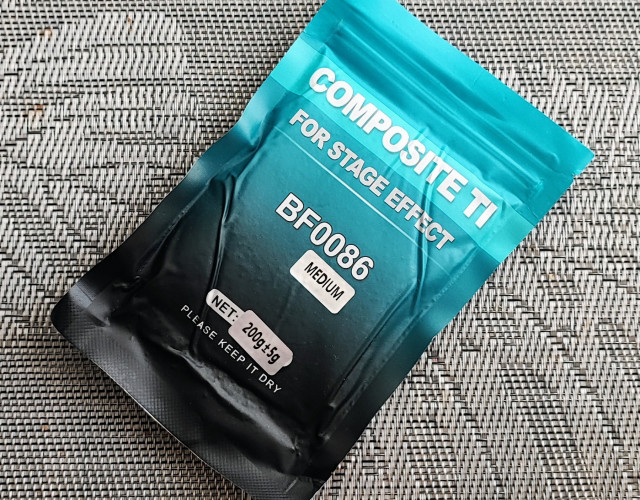 COMPOSITE TI
FOR STAGE EFFECT
BF0086
MEDIUM
NET: 200g±5g
PLEASE KEEP IT DRY